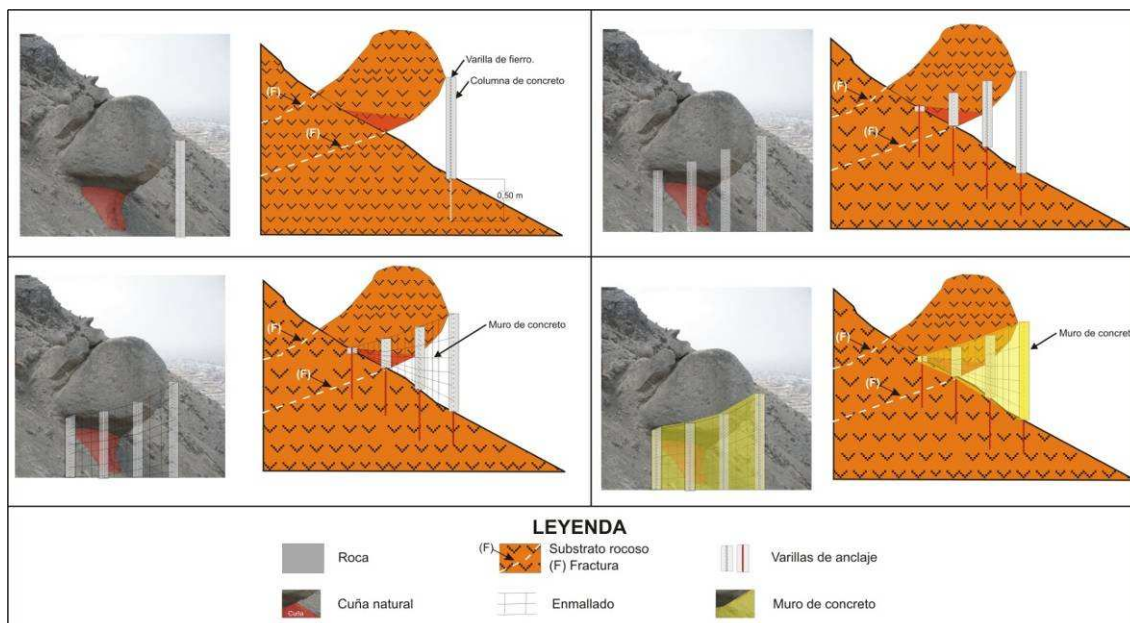 Varilla de fierro.
Columna de concreto
(F)
(F)
0,50 m
(F)
(F)
(F)
(F)
Muro de concreto
(F)
(F)
Muro de concreto
LEYENDA
Roca
(F)
Substrato rocoso
(F) Fractura
Varillas de anclaje
Cuña
Cuña natural
Enmallado
Muro de concreto